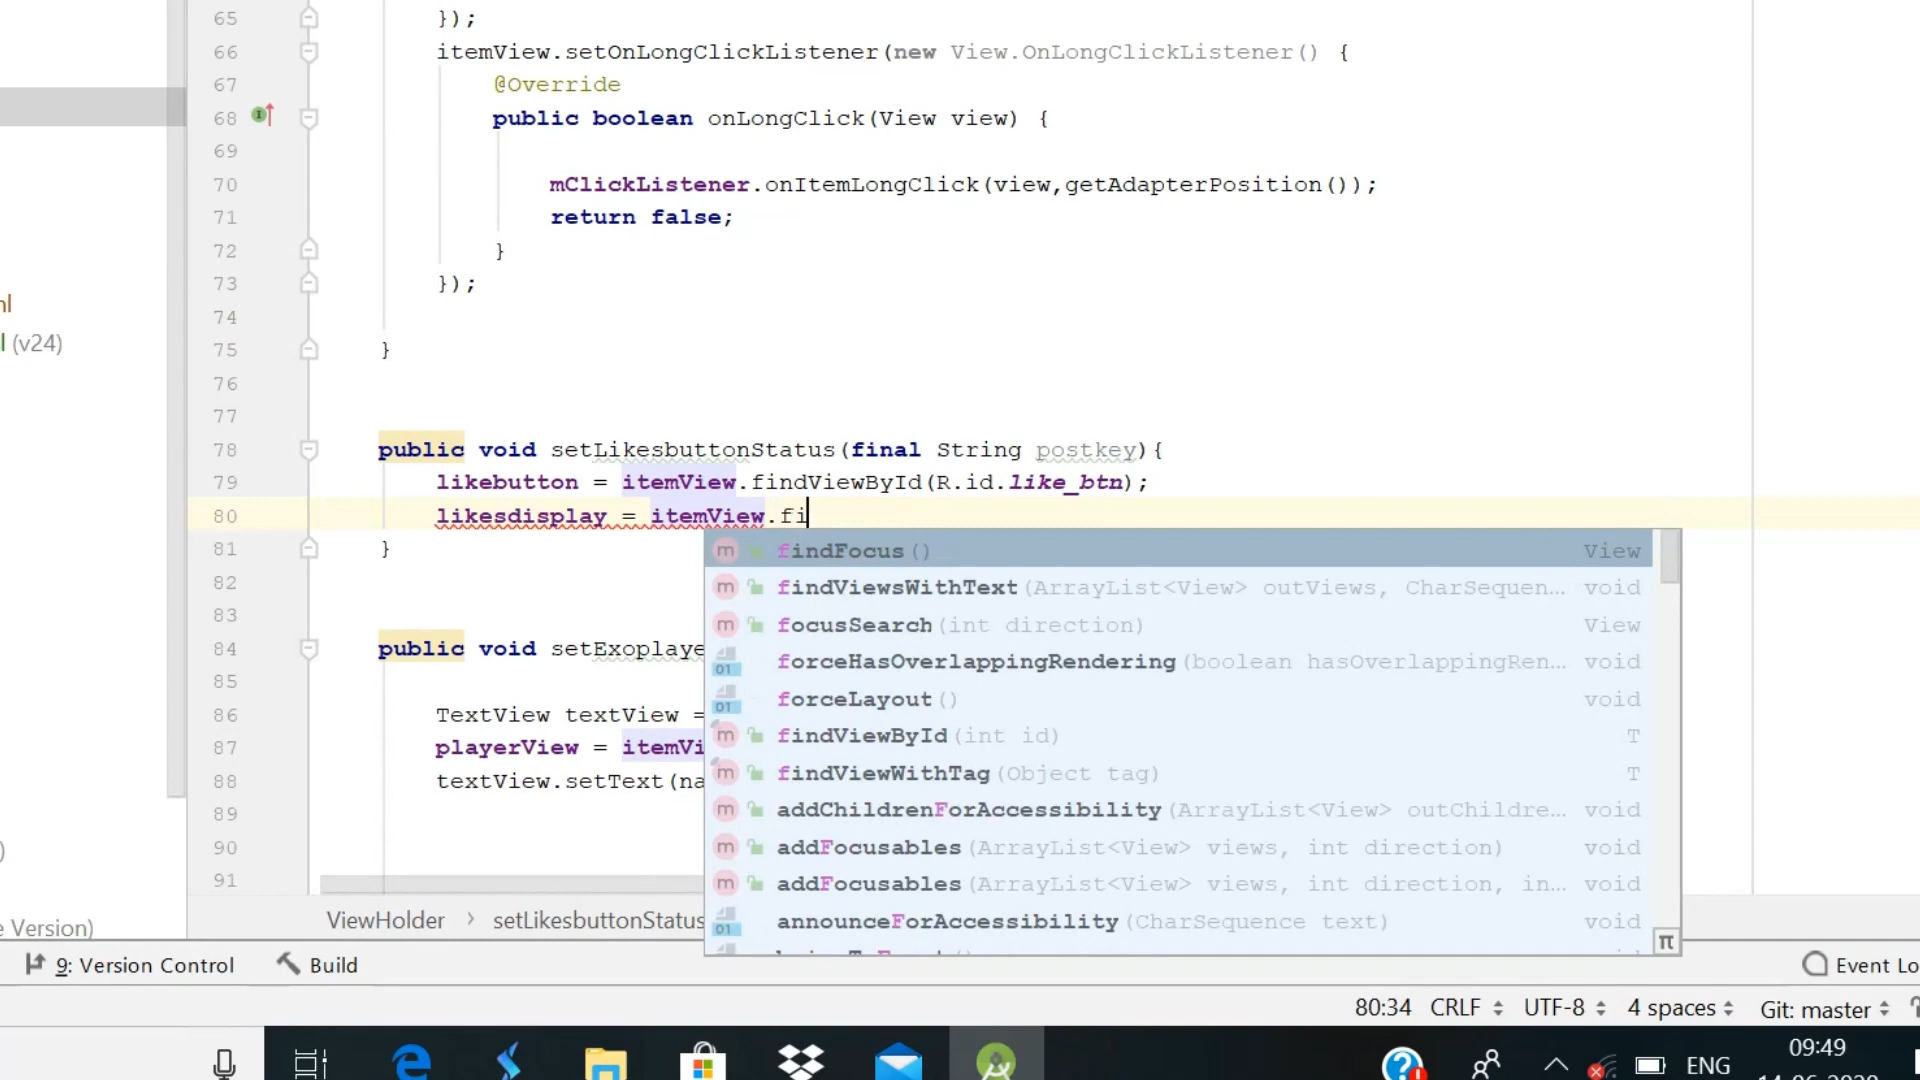 65 });
66 itemView.setOnLongClickListener(new View.OnLongClickListener() {
67 @Override
68 public boolean onLongClick(View view) {
69
70 mClickListener.onItemLongClick(view,getAdapterPosition());
71 return false;
72 }
73 });
74
75 }
76
77
78 public void setLikesbuttonStatus(final String postkey){
79 likebutton = itemView.findViewById(R.id.like_btn);
80 likesdisplay = itemView.fi
81 }
82
83
84 public void setExoplaye
85
86 TextView textView =
87 playerView = itemVi
88 textView.setText(na
89
90
91
findFocus() View
findViewsWithText(ArrayList<View> outViews, CharSequen... void
focusSearch(int direction) View
forceHasOverlappingRendering(boolean hasOverlappingRen... void
forceLayout() void
findViewById(int id) T
findViewWithTag(Object tag) T
addChildrenForAccessibility(ArrayList<View> outChildre... void
addFocusables(ArrayList<View> views, int direction) void
addFocusables(ArrayList<View> views, int direction, in... void
announceForAccessibility(CharSequence text) void
π
nl
l (v24)
)
e Version)
ViewHolder > setLikesbuttonStatus
9: Version Control Build Event Lo
80:34 CRLF UTF-8 4 spaces Git: master
ENG 09:49